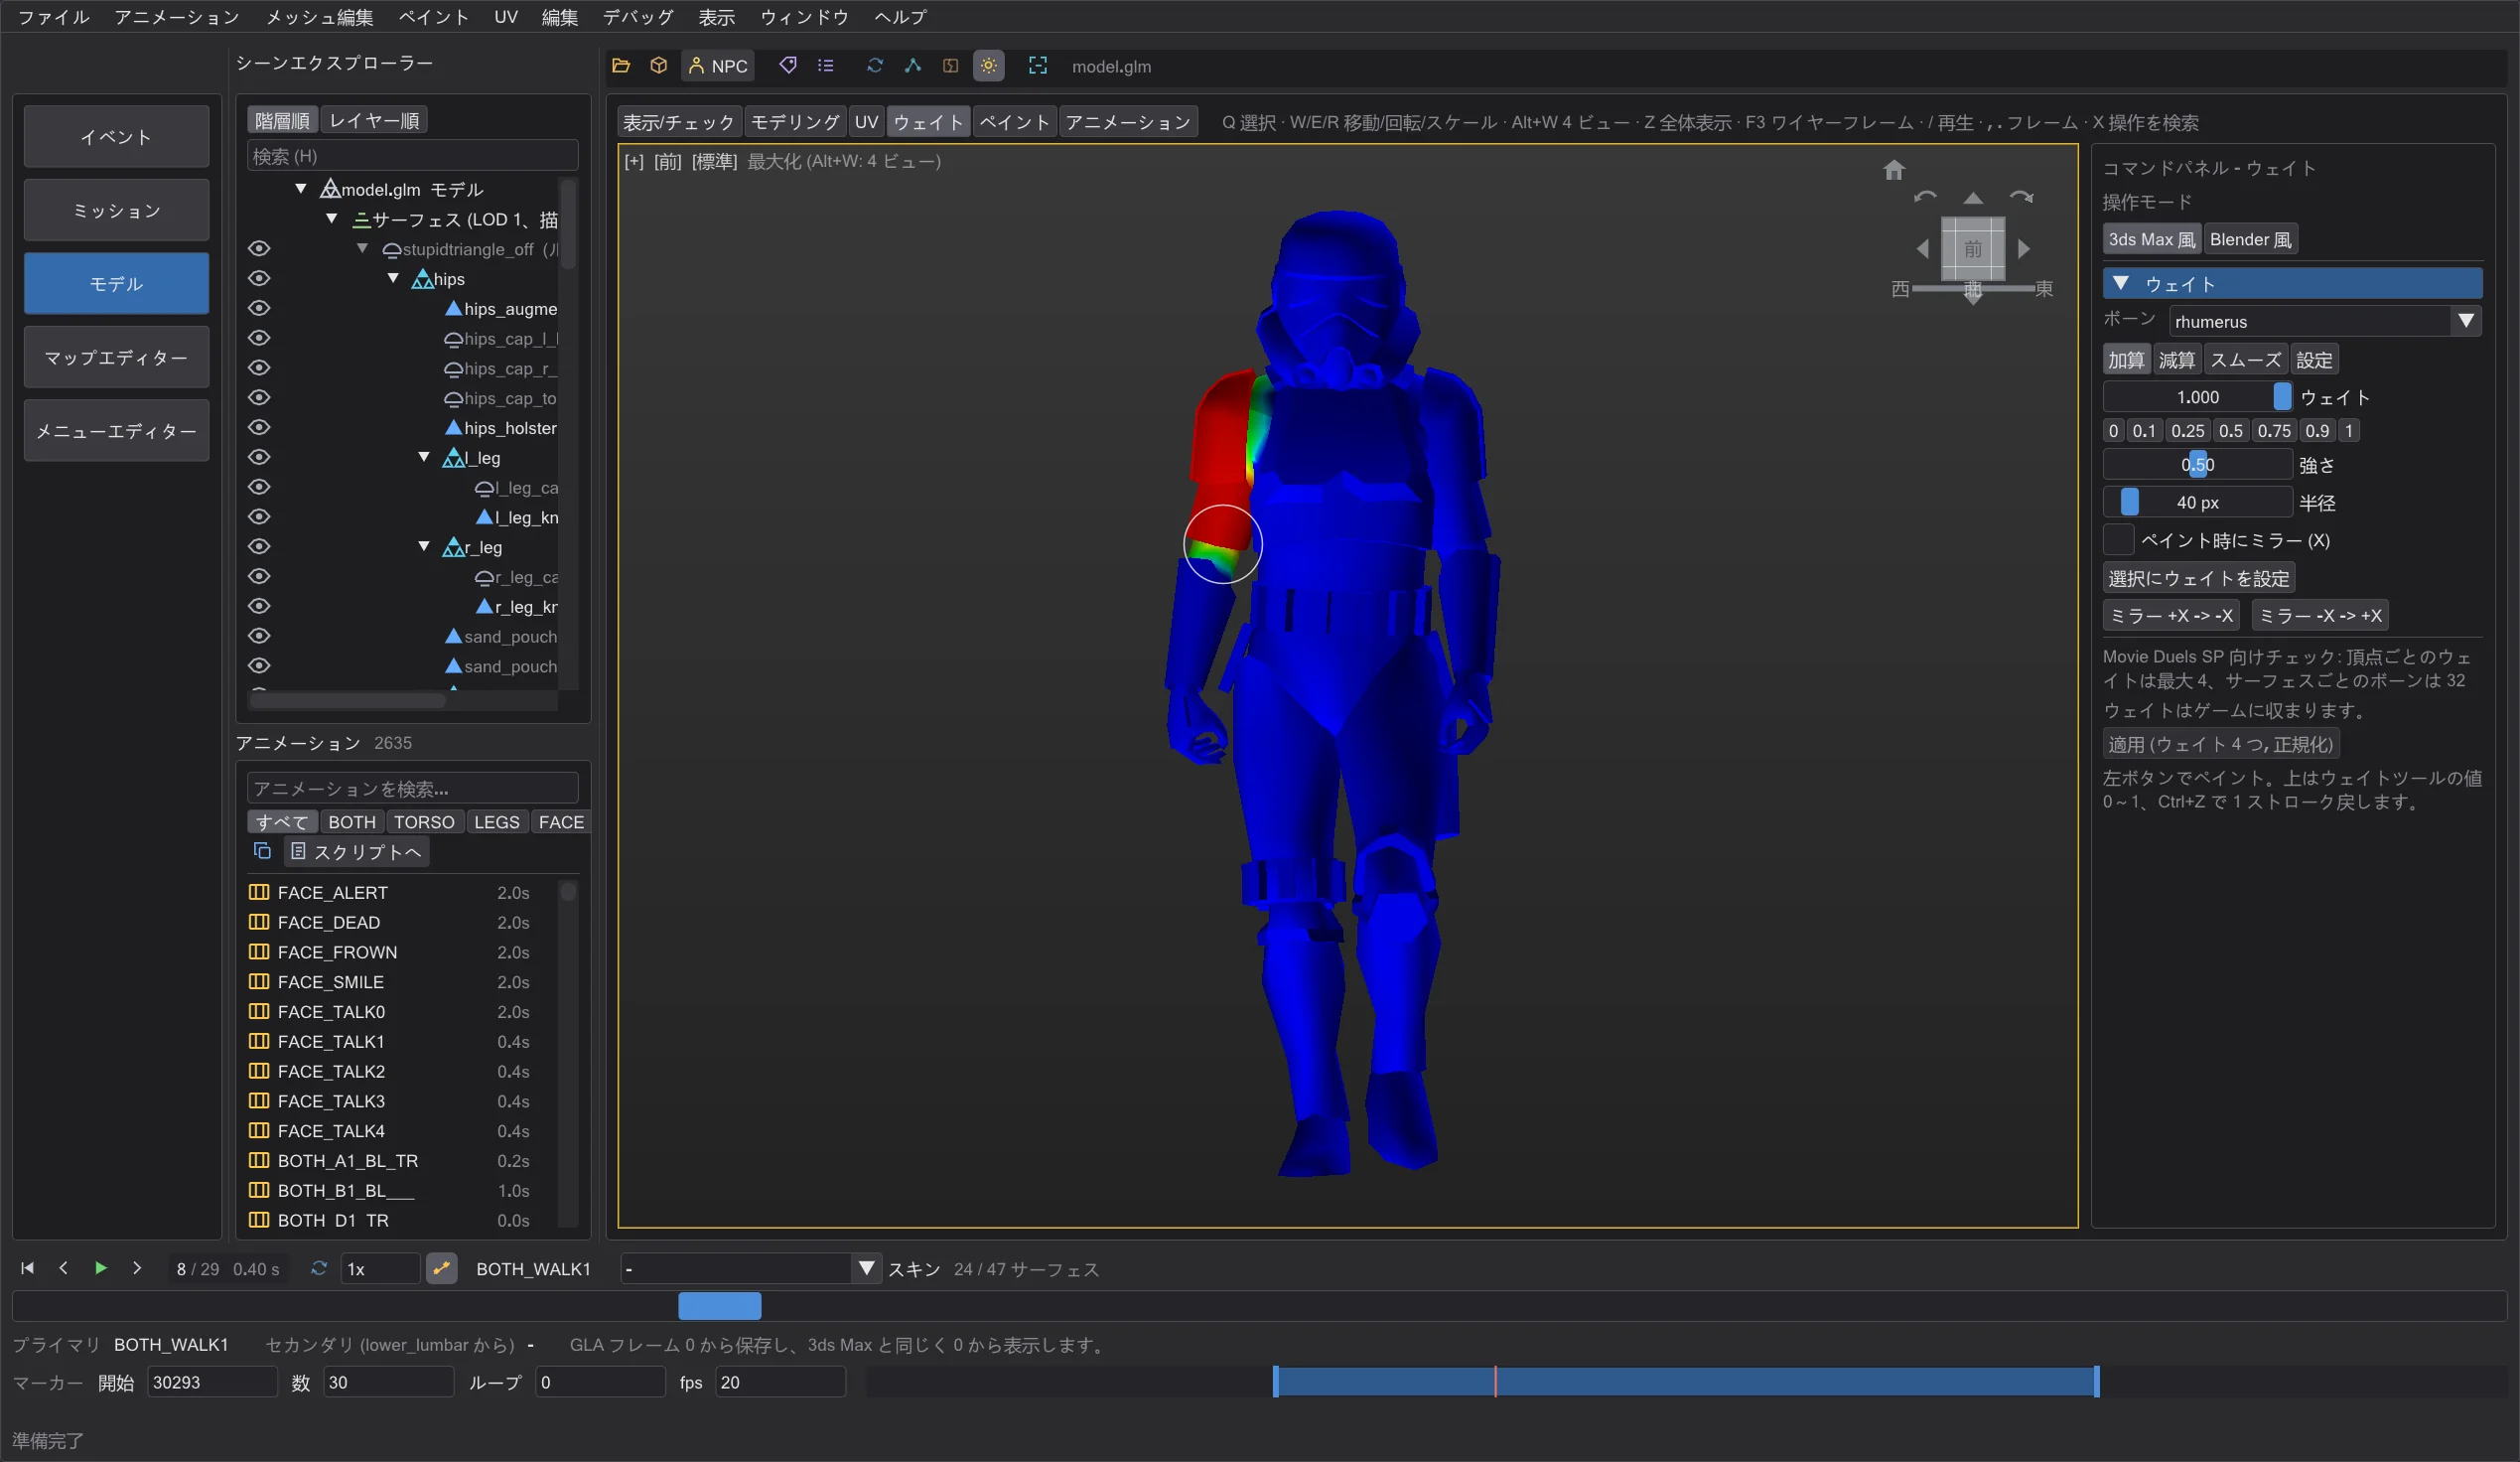 ファイル アニメーション メッシュ編集 ペイント UV 編集 デバッグ 表示 ウィンドウ ヘルプ
シーンエクスプローラー
NPC model.glm
イベント
ミッション
モデル
マップエディター
メニューエディター
階層順 レイヤー順
検索 (H)
model.glm モデル
サーフェス (LOD 1、描
stupidtriangle_off (ル
hips
hips_augme
hips_cap_l_l
hips_cap_r_
hips_cap_to
hips_holster
l_leg
l_leg_ca
l_leg_kn
r_leg
r_leg_ca
r_leg_kn
sand_pouch
sand_pouch
アニメーション 2635
アニメーションを検索...
すべて BOTH TORSO LEGS FACE
スクリプトへ
FACE_ALERT 2.0s
FACE_DEAD 2.0s
FACE_FROWN 2.0s
FACE_SMILE 2.0s
FACE_TALK0 2.0s
FACE_TALK1 0.4s
FACE_TALK2 0.4s
FACE_TALK3 0.4s
FACE_TALK4 0.4s
BOTH_A1_BL_TR 0.2s
BOTH_B1_BL___ 1.0s
BOTH_D1_TR 0.0s
表示/チェック モデリング UV ウェイト ペイント アニメーション Q 選択 · W/E/R 移動/回転/スケール · Alt+W 4 ビュー · Z 全体表示 · F3 ワイヤーフレーム · / 再生 · , . フレーム · X 操作を検索
[+] [前] [標準] 最大化 (Alt+W: 4 ビュー)
前
西 北 東
コマンドパネル - ウェイト
操作モード
3ds Max 風 Blender 風
ウェイト
ボーン rhumerus
加算 減算 スムーズ 設定
1.000 ウェイト
0 0.1 0.25 0.5 0.75 0.9 1
0.50 強さ
40 px 半径
ペイント時にミラー (X)
選択にウェイトを設定
ミラー +X -> -X ミラー -X -> +X
Movie Duels SP 向けチェック: 頂点ごとのウェ
イトは最大 4、サーフェスごとのボーンは 32
ウェイトはゲームに収まります。
適用 (ウェイト 4 つ, 正規化)
左ボタンでペイント。上はウェイトツールの値
0～1、Ctrl+Z で 1 ストローク戻します。
8 / 29 0.40 s 1x BOTH_WALK1 - スキン 24 / 47 サーフェス
プライマリ BOTH_WALK1 セカンダリ (lower_lumbar から) - GLA フレーム 0 から保存し、3ds Max と同じく 0 から表示します。
マーカー 開始 30293 数 30 ループ 0 fps 20
準備完了